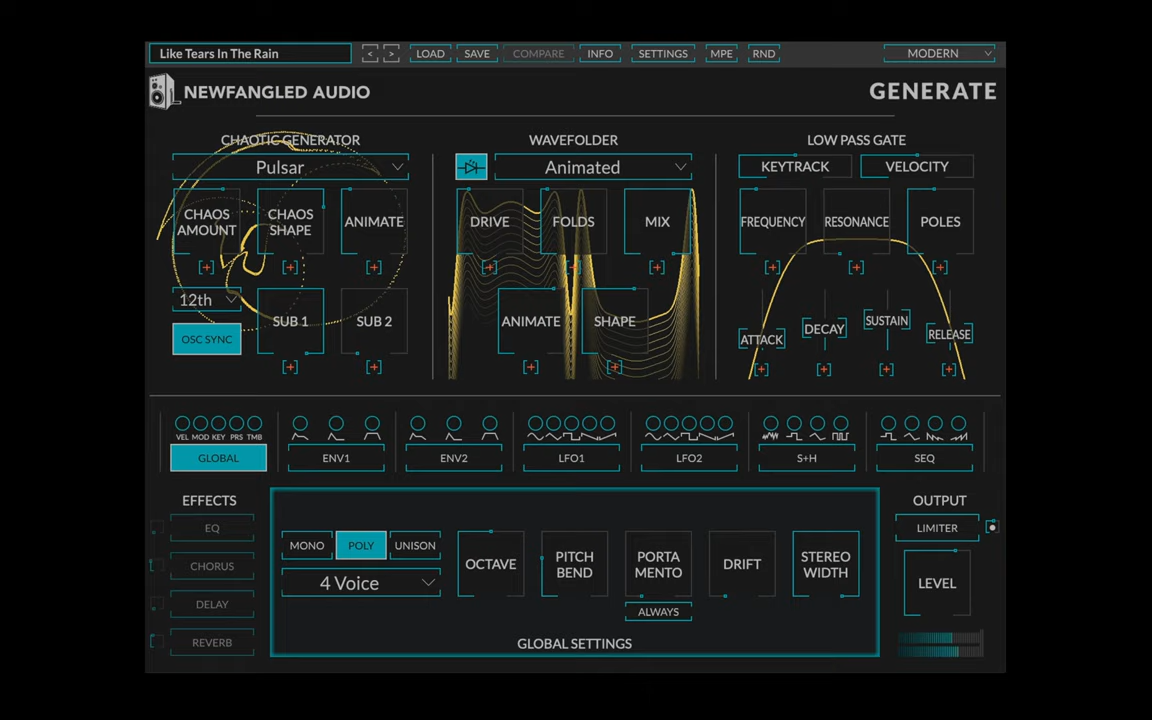 Like Tears In The Rain < > LOAD SAVE COMPARE INFO SETTINGS MPE RND MODERN
NEWFANGLED AUDIO GENERATE
CHAOTIC GENERATOR WAVEFOLDER LOW PASS GATE
Pulsar Animated KEYTRACK VELOCITY
CHAOS AMOUNT
CHAOS SHAPE
ANIMATE
DRIVE
FOLDS
MIX
FREQUENCY
RESONANCE
POLES
12th
OSC SYNC
SUB 1
SUB 2
ANIMATE
SHAPE
ATTACK
DECAY
SUSTAIN
RELEASE
VEL MOD KEY PRS TMB
GLOBAL ENV1 ENV2 LFO1 LFO2 S+H SEQ
EFFECTS
EQ
CHORUS
DELAY
REVERB
MONO POLY UNISON
4 Voice
OCTAVE
PITCH BEND
PORTA MENTO
ALWAYS
DRIFT
STEREO WIDTH
GLOBAL SETTINGS
OUTPUT
LIMITER
LEVEL